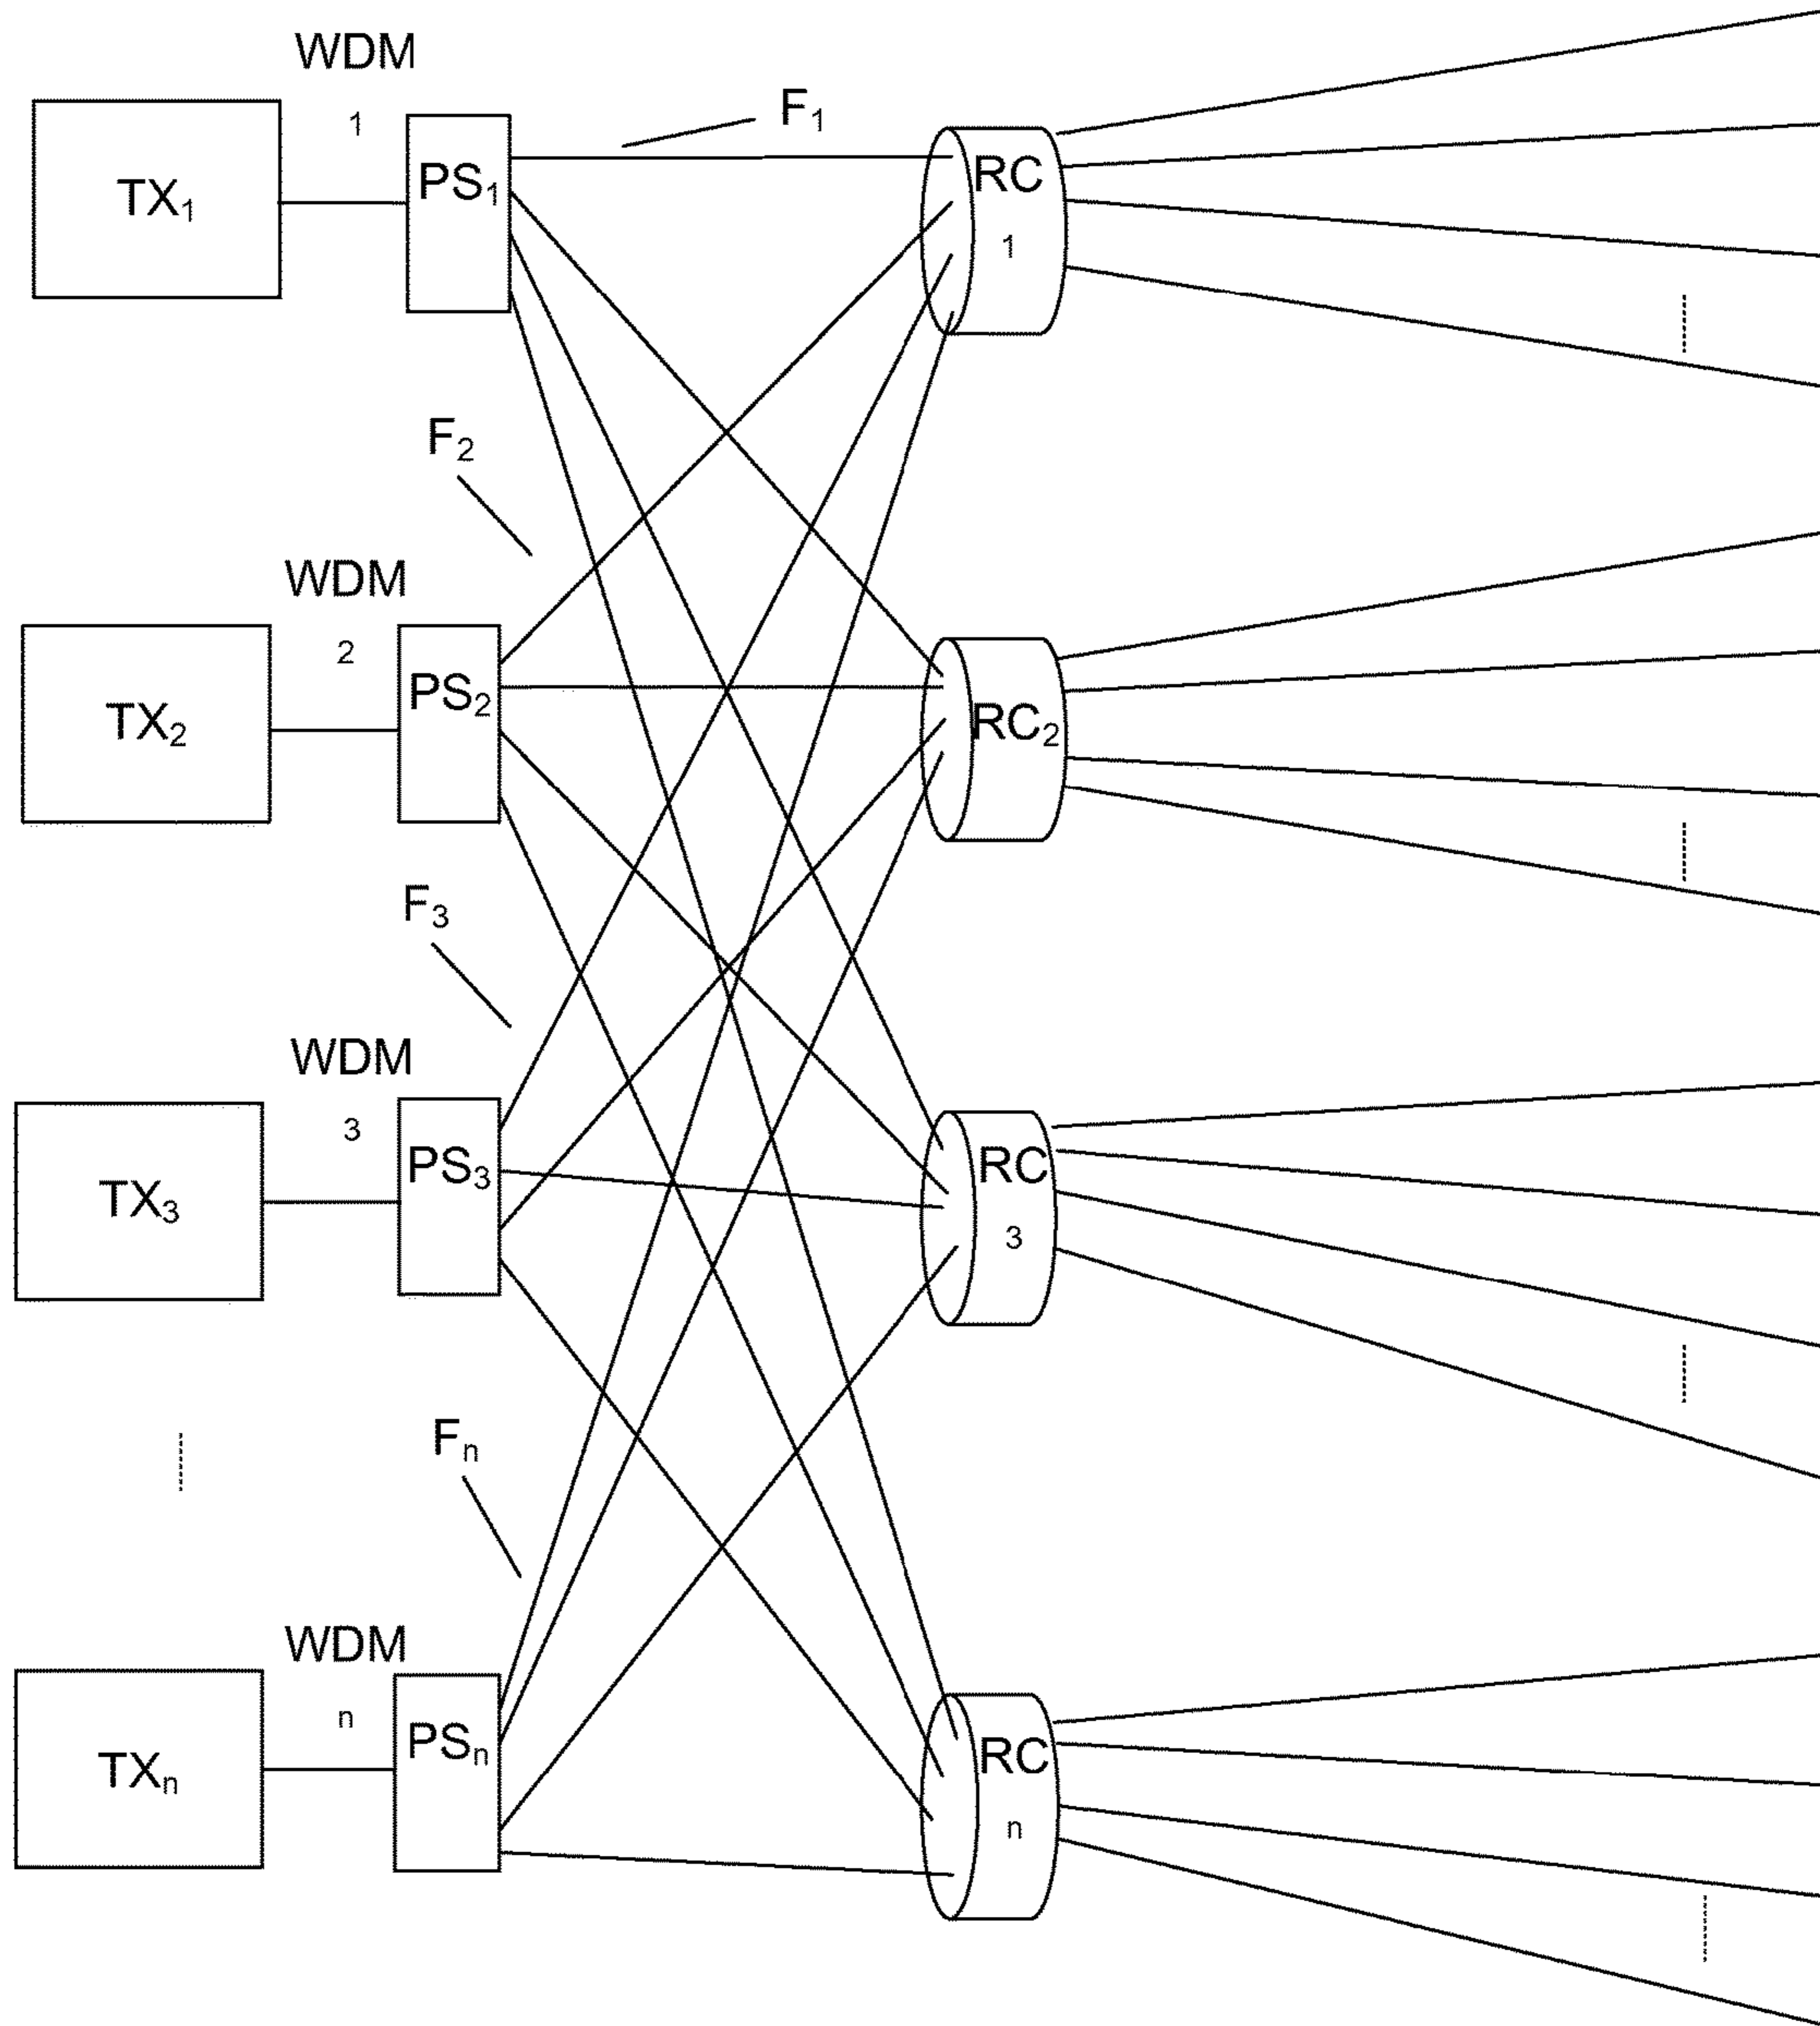 WDM
1
F₁
TX₁
PS₁
RC
1
F₂
WDM
2
TX₂
PS₂
RC₂
F₃
WDM
3
TX₃
PS₃
RC
3
Fₙ
WDM
n
TXₙ
PSₙ
RC
n